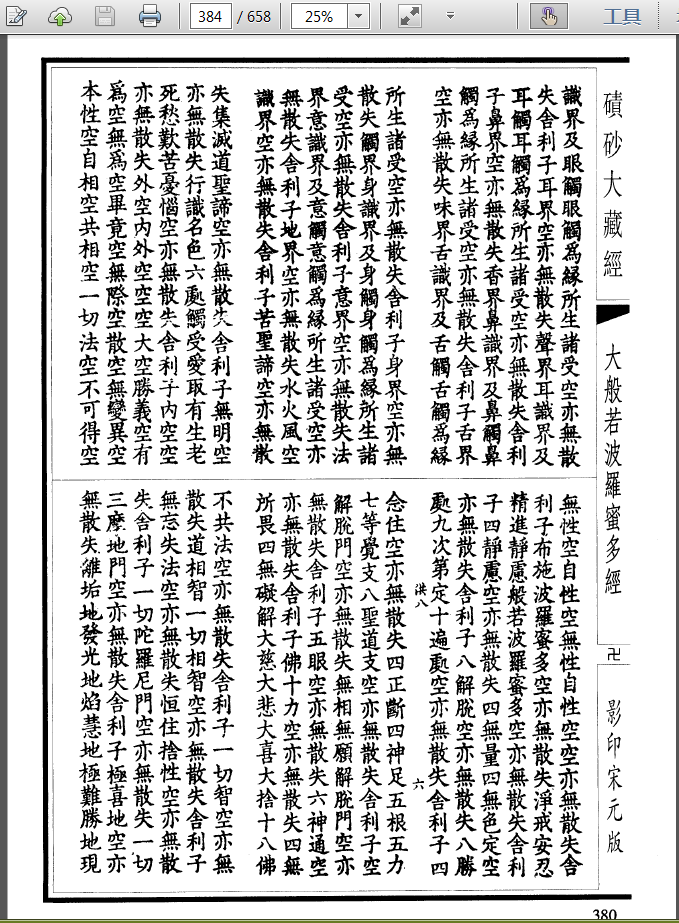 384 / 658
25%
工具
磧砂大藏經
大般若波羅蜜多經
卍
影印宋元版
識界及眼觸眼觸爲縁所生諸受空亦無散
失舍利子耳界空亦無散失聲界耳識界及
耳觸耳觸爲縁所生諸受空亦無散失舍利
子鼻界空亦無散失香界鼻識界及鼻觸鼻
觸爲縁所生諸受空亦無散失舍利子舌界
空亦無散失味界舌識界及舌觸舌觸爲縁
所生諸受空亦無散失舍利子身界空亦無
散失觸界身識界及身觸身觸爲縁所生諸
受空亦無散失舍利子意界空亦無散失法
界意識界及意觸意觸爲縁所生諸受空亦
無散失舍利子地界空亦無散失水火風空
識界空亦無散失舍利子苦聖諦空亦無散
失集滅道聖諦空亦無散失舍利子無明空
亦無散失行識名色六處觸受愛取有生老
死愁歎苦憂惱空亦無散失舍利子内空空
亦無散失外空内外空空空大空勝義空有
爲空無爲空畢竟空無際空散空無變異空
本性空自相空共相空一切法空不可得空
無性空自性空無性自性空空亦無散失舍
利子布施波羅蜜多空亦無散失淨戒安忍
精進靜慮般若波羅蜜多空亦無散失舍利
子四靜慮空亦無散失四無量四無色定空
亦無散失舍利子八解脫空亦無散失八勝
處九次第定十遍處空亦無散失舍利子四
洪八 六
念住空亦無散失四正斷四神足五根五力
七等覺支八聖道支空亦無散失舍利子空
解脫門空亦無散失無相無願解脫門空亦
無散失舍利子五眼空亦無散失六神通空
亦無散失舍利子佛十力空亦無散失四無
所畏四無礙解大慈大悲大喜大捨十八佛
不共法空亦無散失舍利子一切智空亦無
散失道相智一切相智空亦無散失舍利子
無忘失法空亦無散失恒住捨性空亦無散
失舍利子一切陀羅尼門空亦無散失一切
三摩地門空亦無散失舍利子極喜地空亦
無散失離垢地發光地焰慧地極難勝地現
380